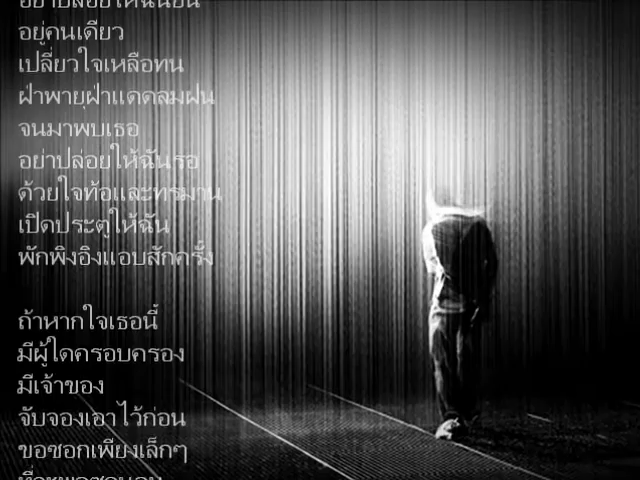 อย่าปล่อยให้ฉันยืน
อยู่คนเดียว
เปลี่ยวใจเหลือทน
ฝ่าพายุฝ่าแดดลมฝน
จนมาพบเธอ
อย่าปล่อยให้ฉันรอ
ด้วยใจท้อและทรมาน
เปิดประตูให้ฉัน
พักพิงอิงแอบสักครั้ง
ถ้าหากใจเธอนี้
มีผู้ใดครอบครอง
มีเจ้าของ
จับจองเอาไว้ก่อน
ขอซอกเพียงเล็กๆ